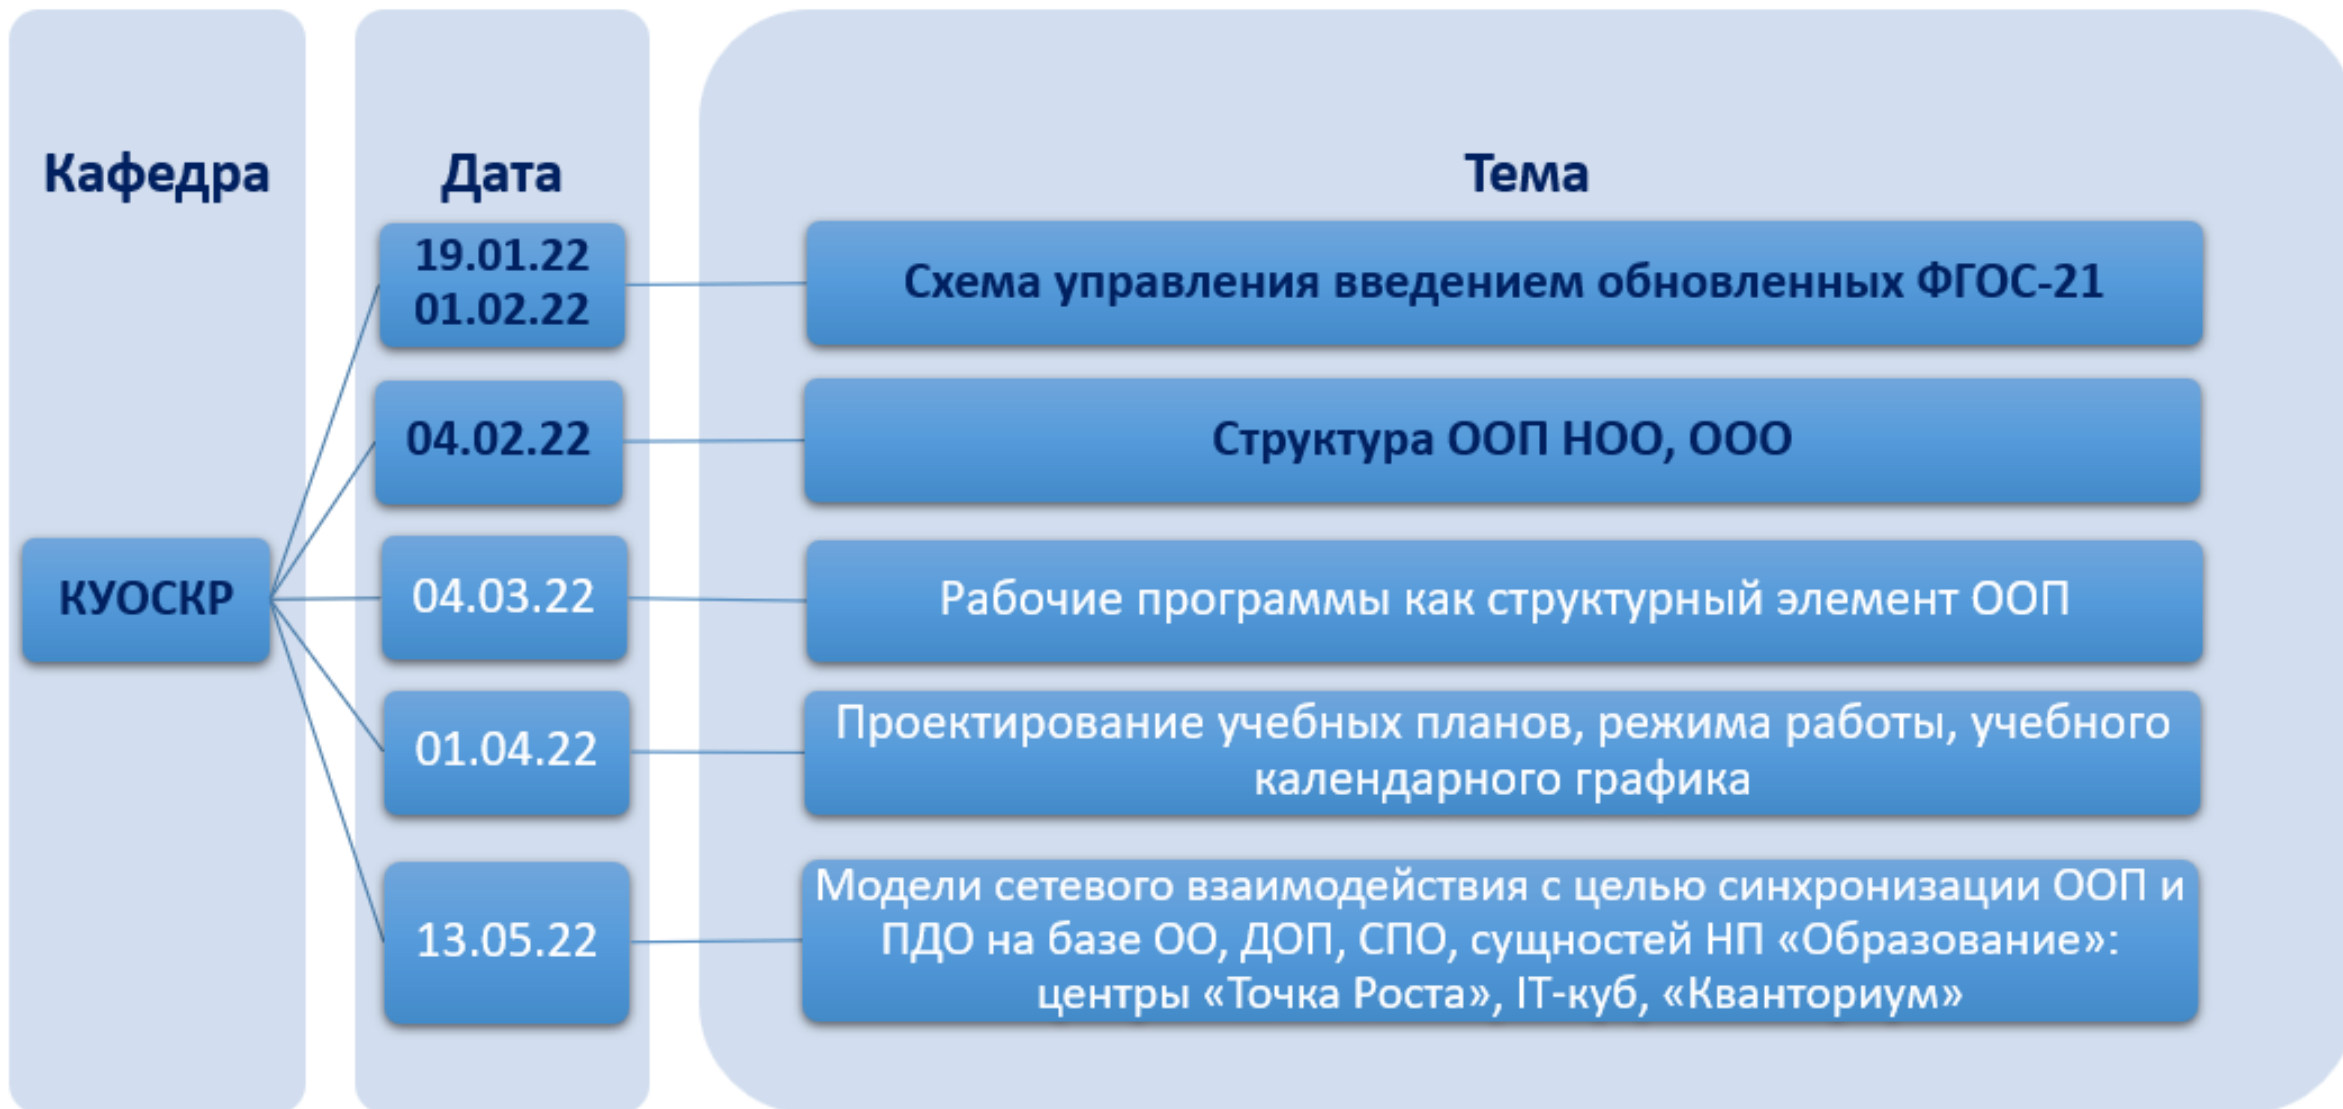 Кафедра
Дата
Тема
КУОСКР
19.01.22
01.02.22
Схема управления введением обновленных ФГОС-21
04.02.22
Структура ООП НОО, ООО
04.03.22
Рабочие программы как структурный элемент ООП
01.04.22
Проектирование учебных планов, режима работы, учебного
календарного графика
13.05.22
Модели сетевого взаимодействия с целью синхронизации ООП и
ПДО на базе ОО, ДОП, СПО, сущностей НП «Образование»:
центры «Точка Роста», IT-куб, «Кванториум»